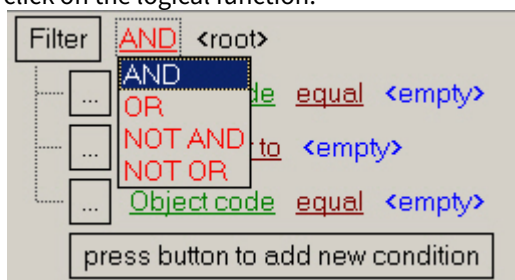 click on the logical function:
Filter AND <root>
AND
OR
NOT AND
NOT OR
... equal <empty>
... to <empty>
... Object code equal <empty>
press button to add new condition